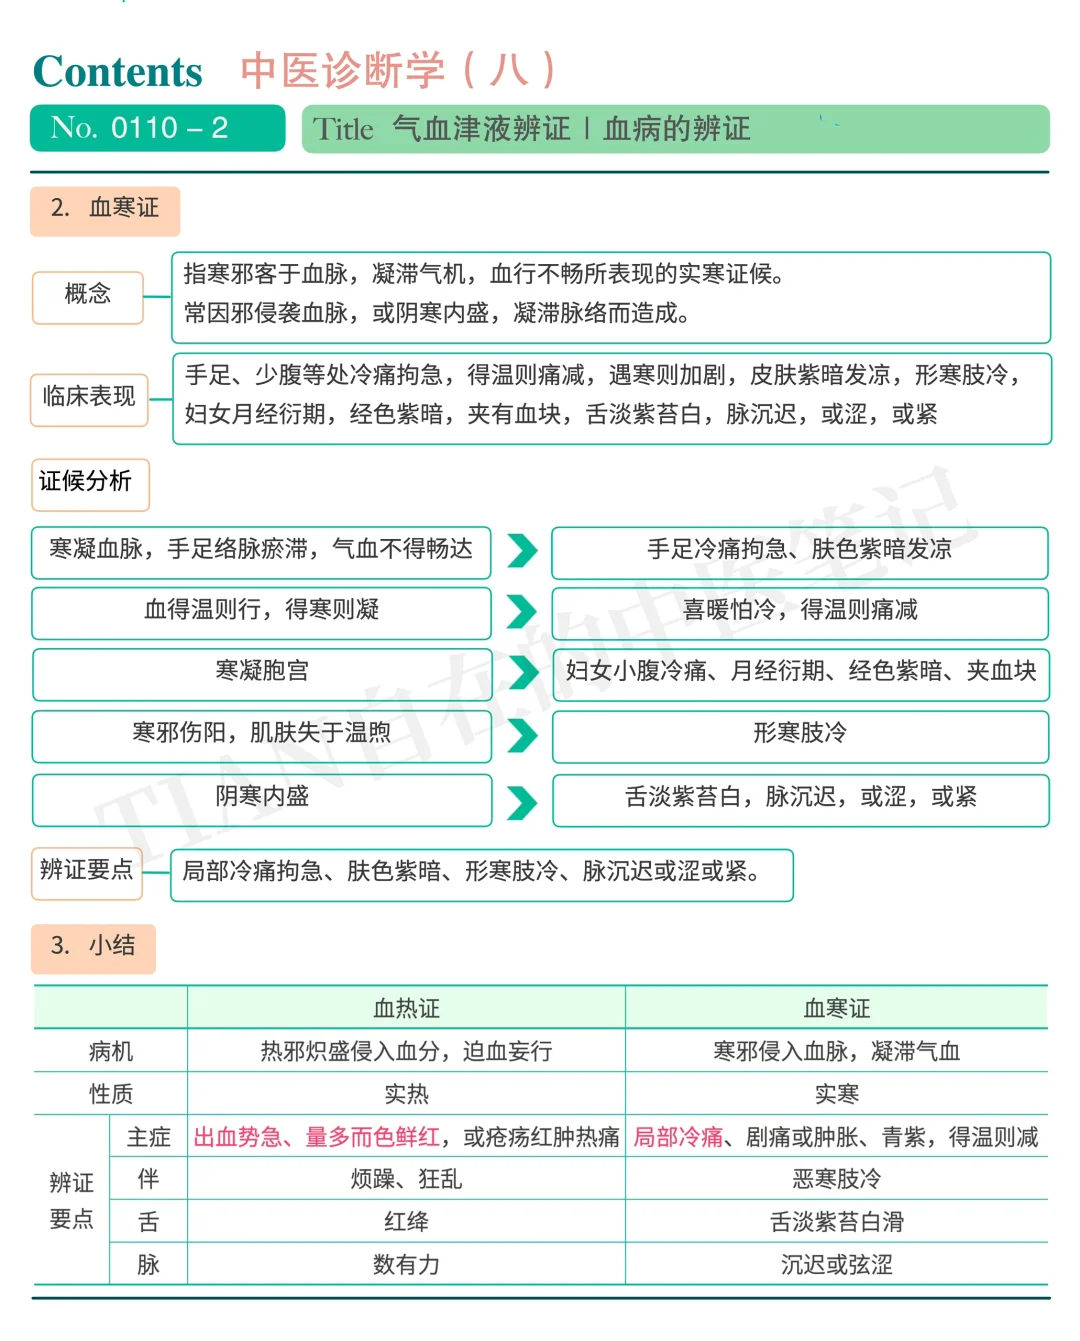 Contents 中医诊断学（八）
No. 0110 – 2
Title 气血津液辨证 | 血病的辨证
2. 血寒证
概念
指寒邪客于血脉，凝滞气机，血行不畅所表现的实寒证候。
常因邪侵袭血脉，或阴寒内盛，凝滞脉络而造成。
临床表现
手足、少腹等处冷痛拘急，得温则痛减，遇寒则加剧，皮肤紫暗发凉，形寒肢冷，
妇女月经衍期，经色紫暗，夹有血块，舌淡紫苔白，脉沉迟，或涩，或紧
证候分析
寒凝血脉，手足络脉瘀滞，气血不得畅达
手足冷痛拘急、肤色紫暗发凉
血得温则行，得寒则凝
喜暖怕冷，得温则痛减
寒凝胞宫
妇女小腹冷痛、月经衍期、经色紫暗、夹血块
寒邪伤阳，肌肤失于温煦
形寒肢冷
阴寒内盛
舌淡紫苔白，脉沉迟，或涩，或紧
辨证要点
局部冷痛拘急、肤色紫暗、形寒肢冷、脉沉迟或涩或紧。
3. 小结
血热证 血寒证
病机 热邪炽盛侵入血分，迫血妄行 寒邪侵入血脉，凝滞气血
性质 实热 实寒
辨证要点
主症 出血势急、量多而色鲜红，或疮疡红肿热痛 局部冷痛、剧痛或肿胀、青紫，得温则减
伴 烦躁、狂乱 恶寒肢冷
舌 红绛 舌淡紫苔白滑
脉 数有力 沉迟或弦涩
TIAN自在的中医笔记